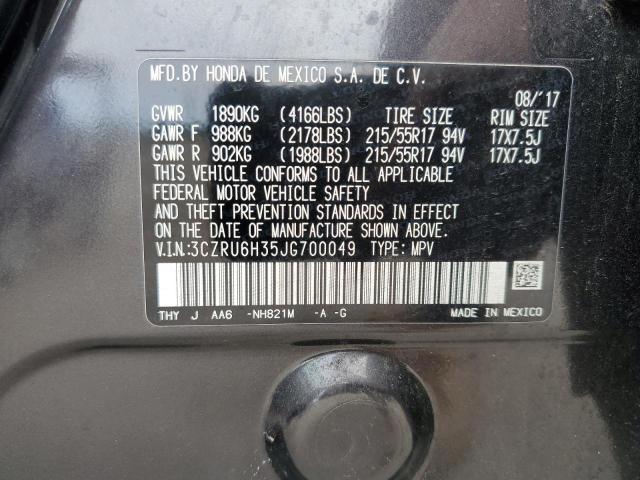 MFD.BY HONDA DE MEXICO S.A. DE C.V.
08/'17
GVWR 1890KG (4166LBS) TIRE SIZE RIM SIZE
GAWR F 988KG (2178LBS) 215/55R17 94V 17X7.5J
GAWR R 902KG (1988LBS) 215/55R17 94V 17X7.5J
THIS VEHICLE CONFORMS TO ALL APPLICABLE
FEDERAL MOTOR VEHICLE SAFETY
AND THEFT PREVENTION STANDARDS IN EFFECT
ON THE DATE OF MANUFACTURE SHOWN ABOVE.
V.I.N.:3CZRU6H35JG700049 TYPE: MPV
THY J AA6 -NH821M -A -G MADE IN MEXICO